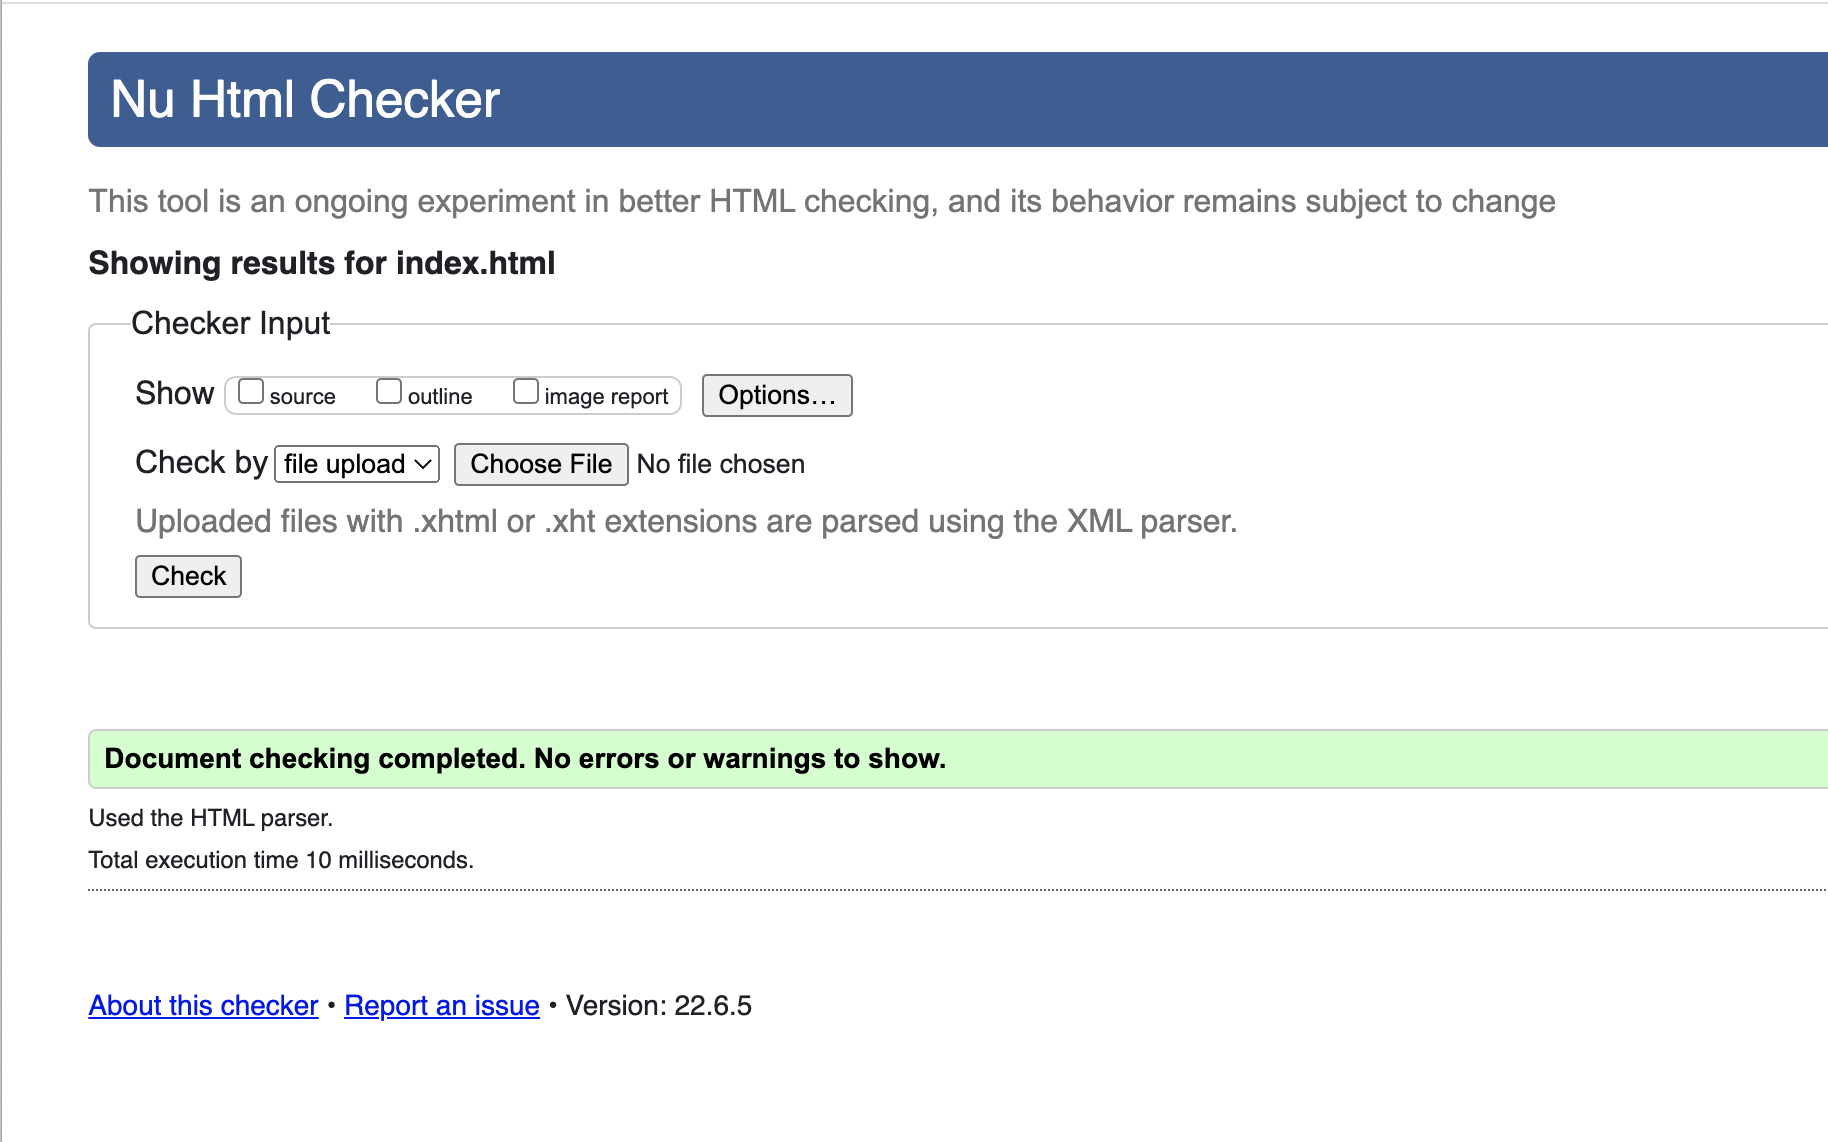 Nu Html Checker
This tool is an ongoing experiment in better HTML checking, and its behavior remains subject to change
Showing results for index.html
Checker Input
Show source outline image report Options…
Check by file upload Choose File No file chosen
Uploaded files with .xhtml or .xht extensions are parsed using the XML parser.
Check
Document checking completed. No errors or warnings to show.
Used the HTML parser.
Total execution time 10 milliseconds.
About this checker • Report an issue • Version: 22.6.5